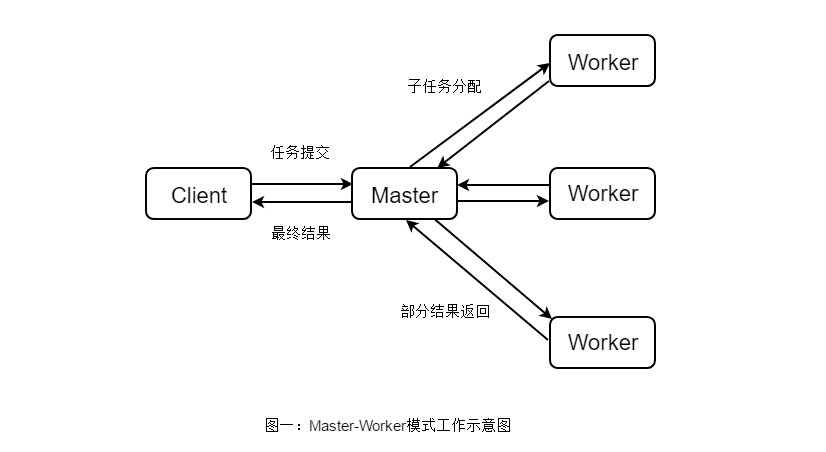 Worker
子任务分配
任务提交
Client
Master
Worker
最终结果
部分结果返回
Worker
图一：Master-Worker模式工作示意图